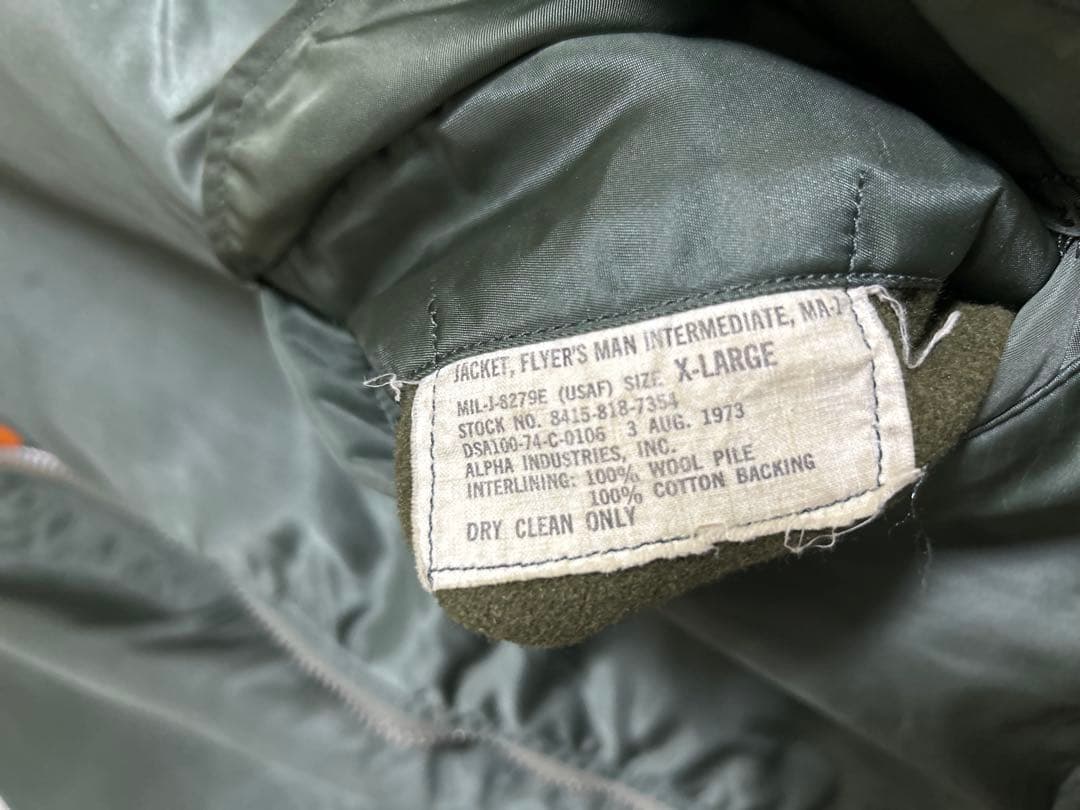 JACKET, FLYER'S MAN INTERMEDIATE, MA-1
MIL-J-8279E (USAF) SIZE X-LARGE
STOCK NO. 8415-818-7354
DSA100-74-C-0106 3 AUG. 1973
ALPHA INDUSTRIES, INC.
INTERLINING: 100% WOOL PILE
100% COTTON BACKING
DRY CLEAN ONLY